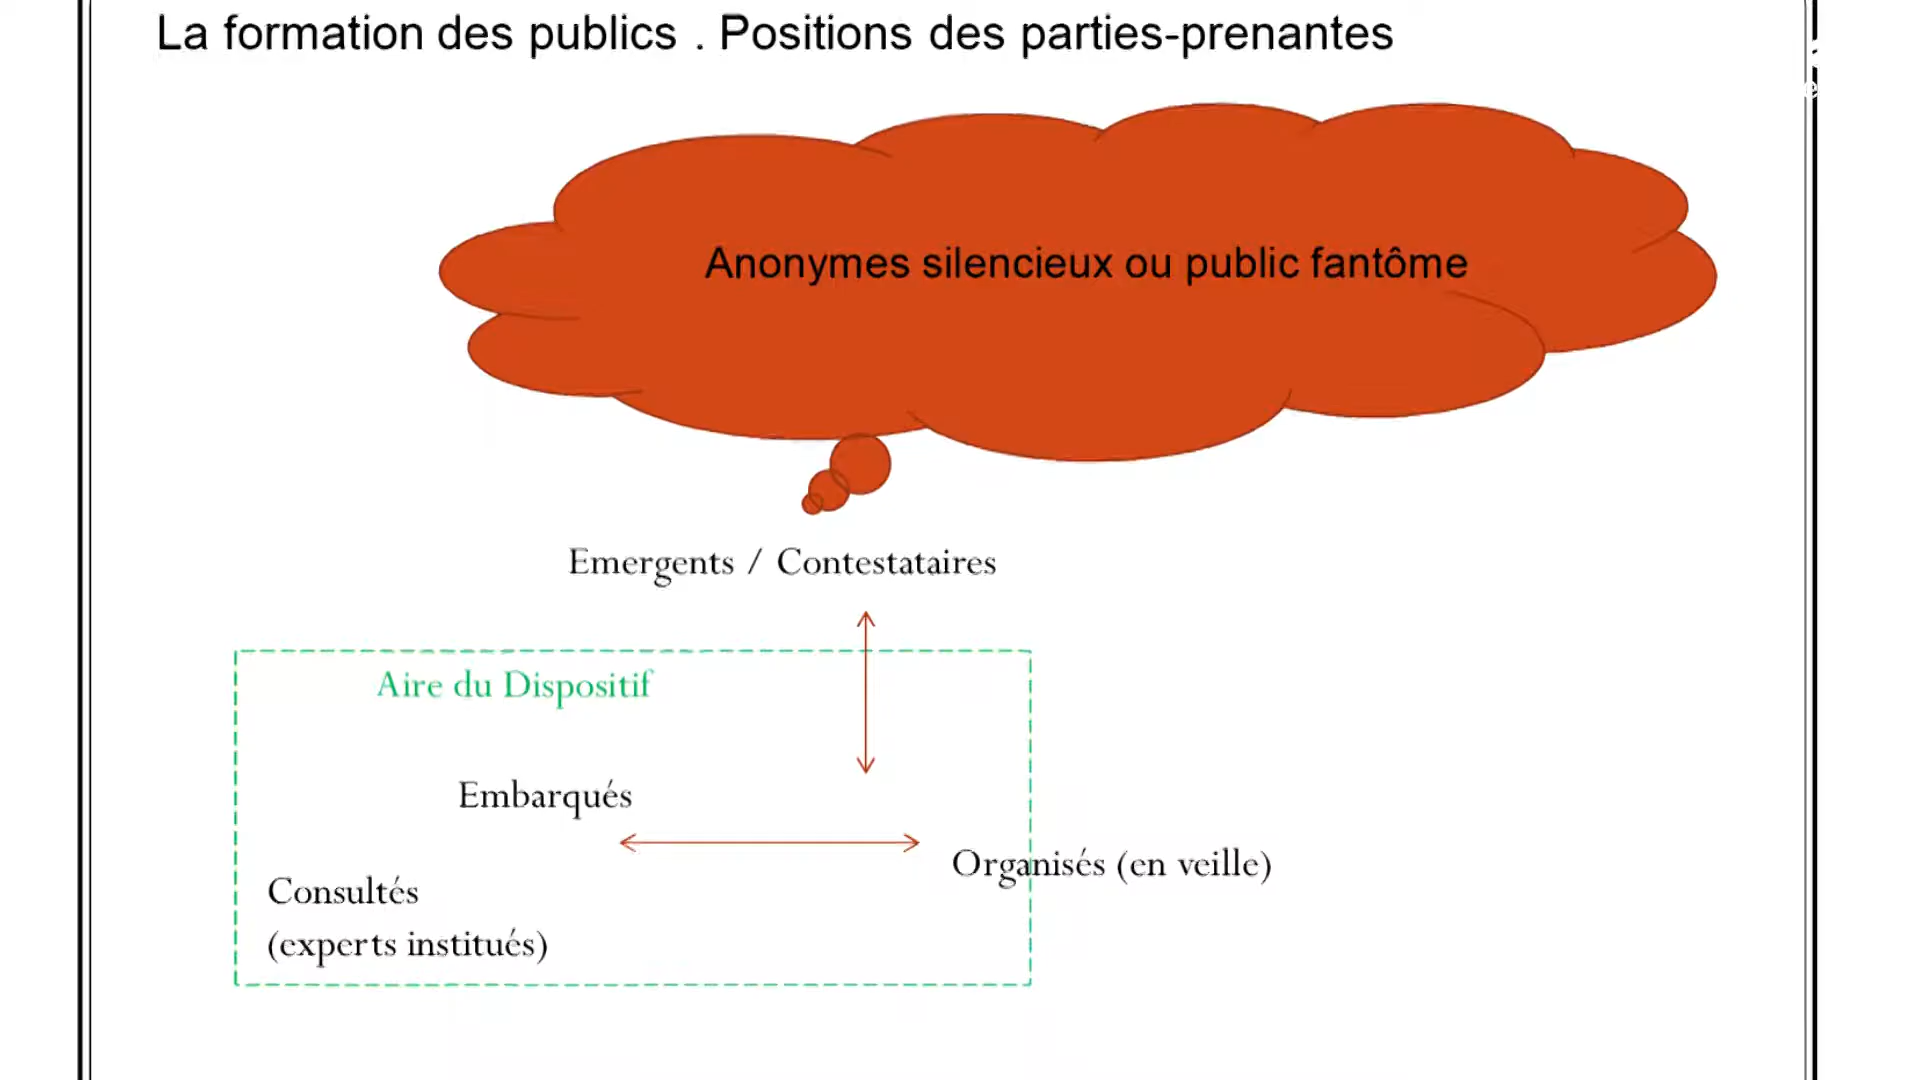 La formation des publics . Positions des parties-prenantes
Anonymes silencieux ou public fantôme
Emergents / Contestataires
Aire du Dispositif
Embarqués
Organisés (en veille)
Consultés
(experts institués)